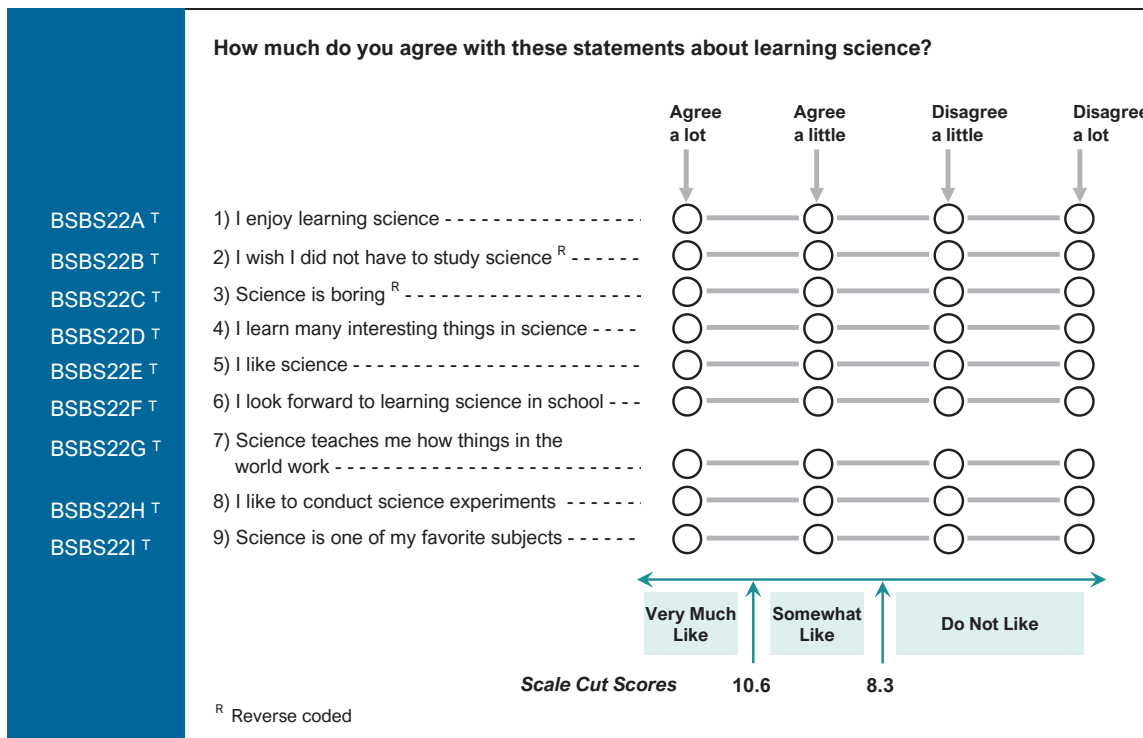 How much do you agree with these statements about learning science?
Agree a lot
Agree a little
Disagree a little
Disagree a lot
BSBS22A T 1) I enjoy learning science - - - - - - - - - - - - - - - - -
BSBS22B T 2) I wish I did not have to study science R - - - - - -
BSBS22C T 3) Science is boring R - - - - - - - - - - - - - - - - - - - - -
BSBS22D T 4) I learn many interesting things in science - - - -
BSBS22E T 5) I like science - - - - - - - - - - - - - - - - - - - - - - - - -
BSBS22F T 6) I look forward to learning science in school - - -
BSBS22G T 7) Science teaches me how things in the
world work - - - - - - - - - - - - - - - - - - - - - - - - - -
BSBS22H T 8) I like to conduct science experiments - - - - - - -
BSBS22I T 9) Science is one of my favorite subjects - - - - - -
Very Much Like
Somewhat Like
Do Not Like
Scale Cut Scores 10.6 8.3
R Reverse coded